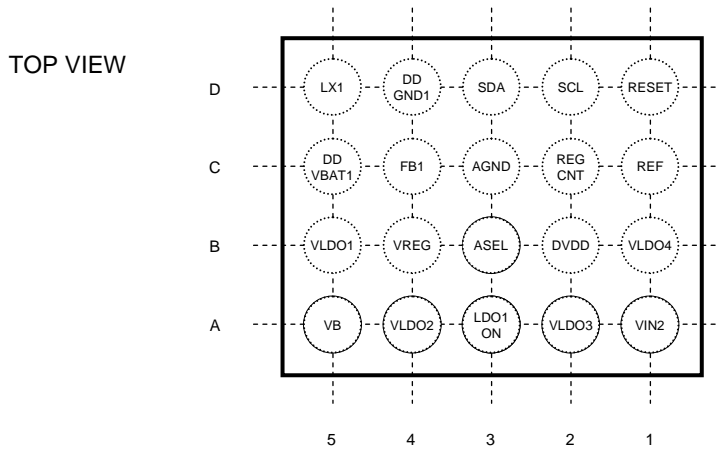 TOP VIEW
D
LX1
DD
GND1
SDA
SCL
RESET
C
DD
VBAT1
FB1
AGND
REG
CNT
REF
B
VLDO1
VREG
ASEL
DVDD
VLDO4
A
VB
VLDO2
LDO1
ON
VLDO3
VIN2
5 4 3 2 1